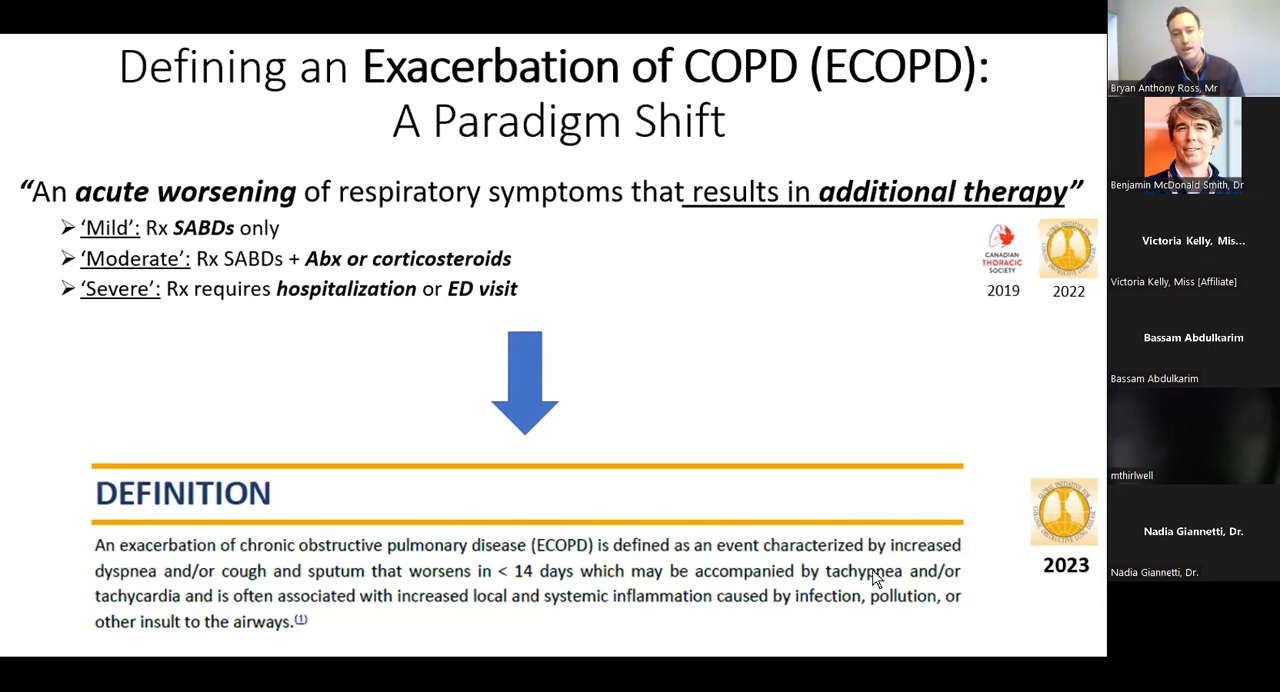 Defining an Exacerbation of COPD (ECOPD):
A Paradigm Shift
“An acute worsening of respiratory symptoms that results in additional therapy”
➢ ‘Mild’: Rx SABDs only
➢ ‘Moderate’: Rx SABDs + Abx or corticosteroids
➢ ‘Severe’: Rx requires hospitalization or ED visit
CANADIAN
THORACIC
SOCIETY
2019
2022
DEFINITION
An exacerbation of chronic obstructive pulmonary disease (ECOPD) is defined as an event characterized by increased
dyspnea and/or cough and sputum that worsens in < 14 days which may be accompanied by tachypnea and/or
tachycardia and is often associated with increased local and systemic inflammation caused by infection, pollution, or
other insult to the airways.(1)
2023
Bryan Anthony Ross, Mr
Benjamin McDonald Smith, Dr
Victoria Kelly, Mis...
Victoria Kelly, Miss [Affiliate]
Bassam Abdulkarim
Bassam Abdulkarim
mthirlwell
Nadia Giannetti, Dr.
Nadia Giannetti, Dr.